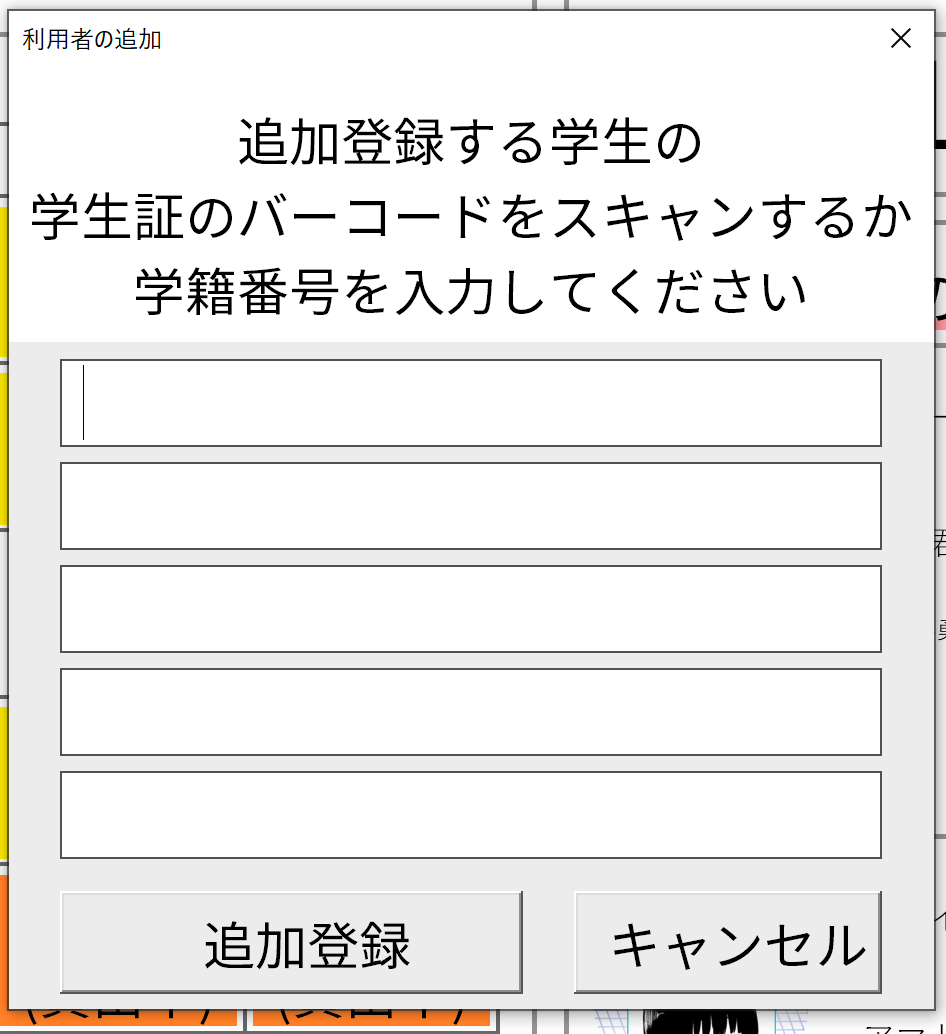 利用者の追加
追加登録する学生の
学生証のバーコードをスキャンするか
学籍番号を入力してください
追加登録
キャンセル